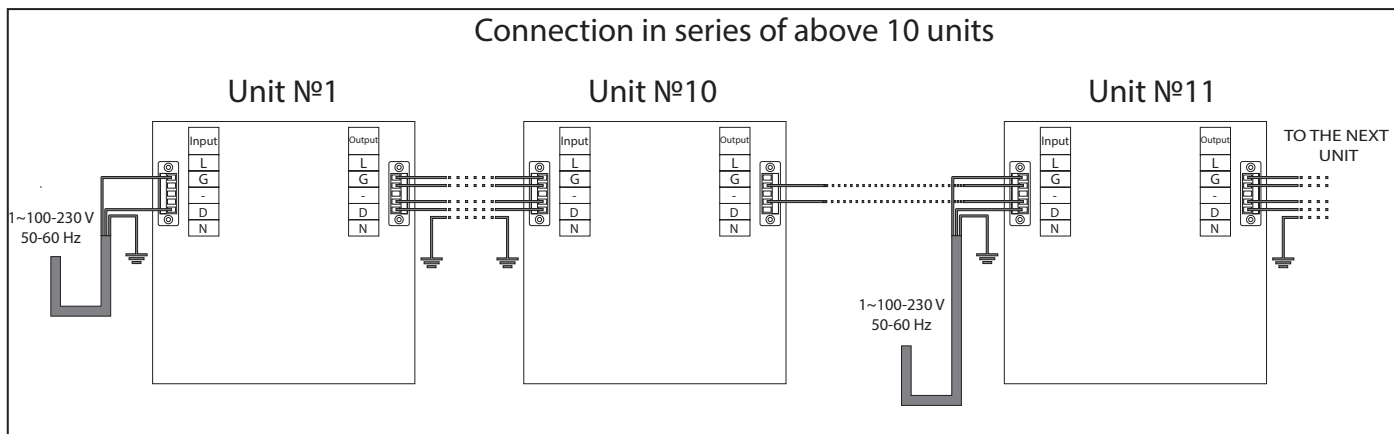 Connection in series of above 10 units
Unit №1
Unit №10
Unit №11
Input
L
G
-
D
N
Output
L
G
-
D
N
Input
L
G
-
D
N
Output
L
G
-
D
N
Input
L
G
-
D
N
Output
L
G
-
D
N
TO THE NEXT
UNIT
1~100-230 V
50-60 Hz
1~100-230 V
50-60 Hz